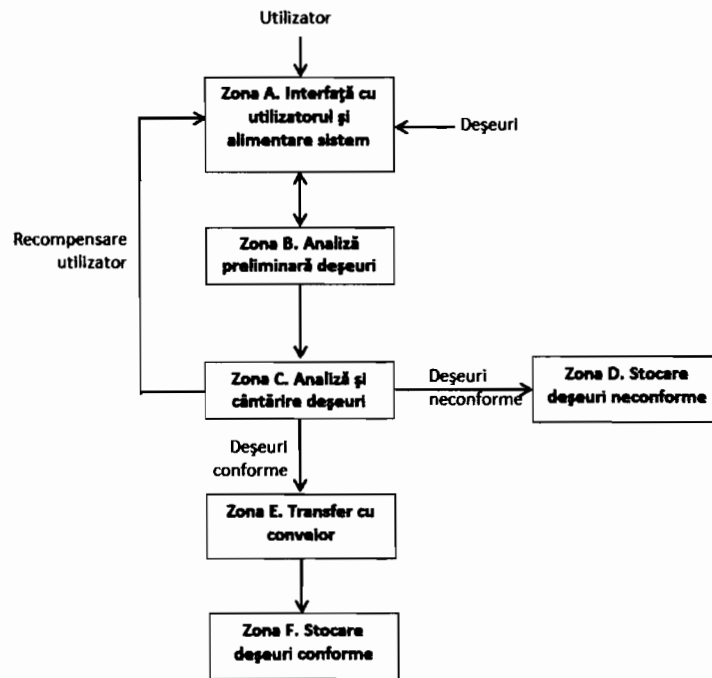 Utilizator
Zona A. Interfață cu
utilizatorul și
alimentare sistem
Deșeuri
Recompensare
utilizator
Zona B. Analiză
preliminară deșeuri
Zona C. Analiză și
cântărire deșeuri
Deșeuri
neconforme
Zona D. Stocare
deșeuri neconforme
Deșeuri
conforme
Zona E. Transfer cu
conveior
Zona F. Stocare
deșeuri conforme